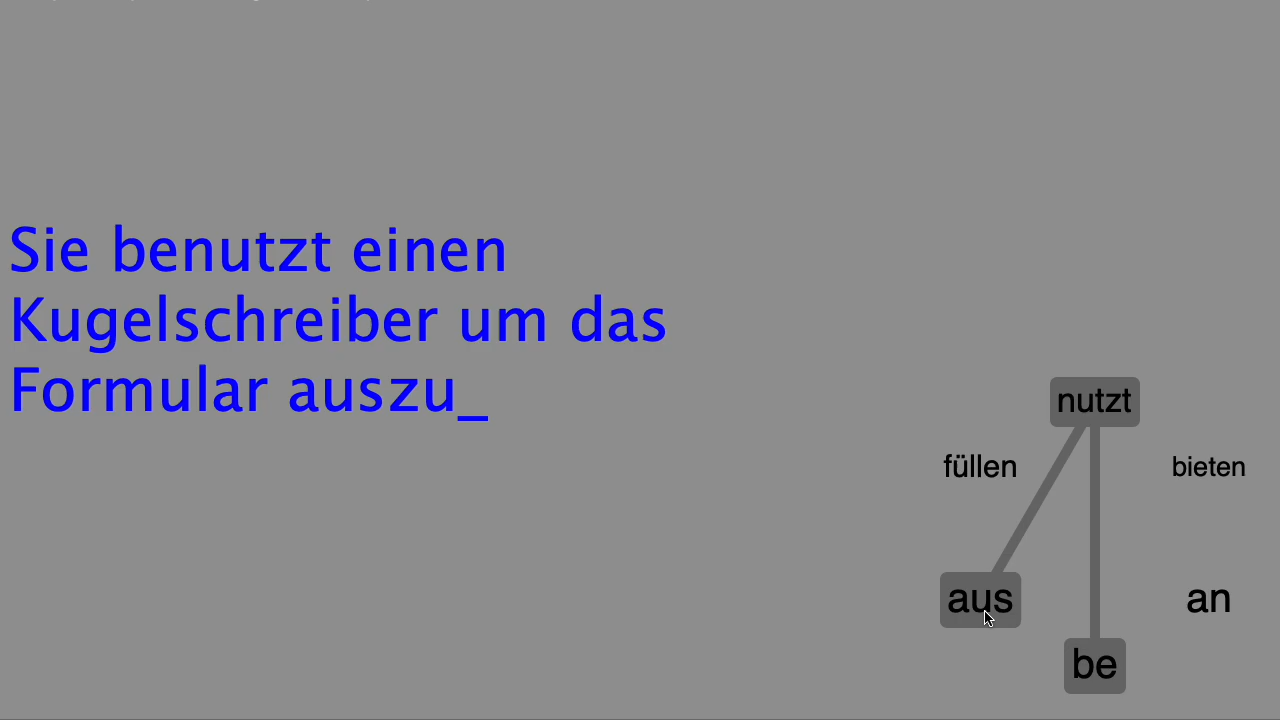 Sie benutzt einen
Kugelschreiber um das
Formular auszu_
nutzt
füllen
bieten
aus
an
be